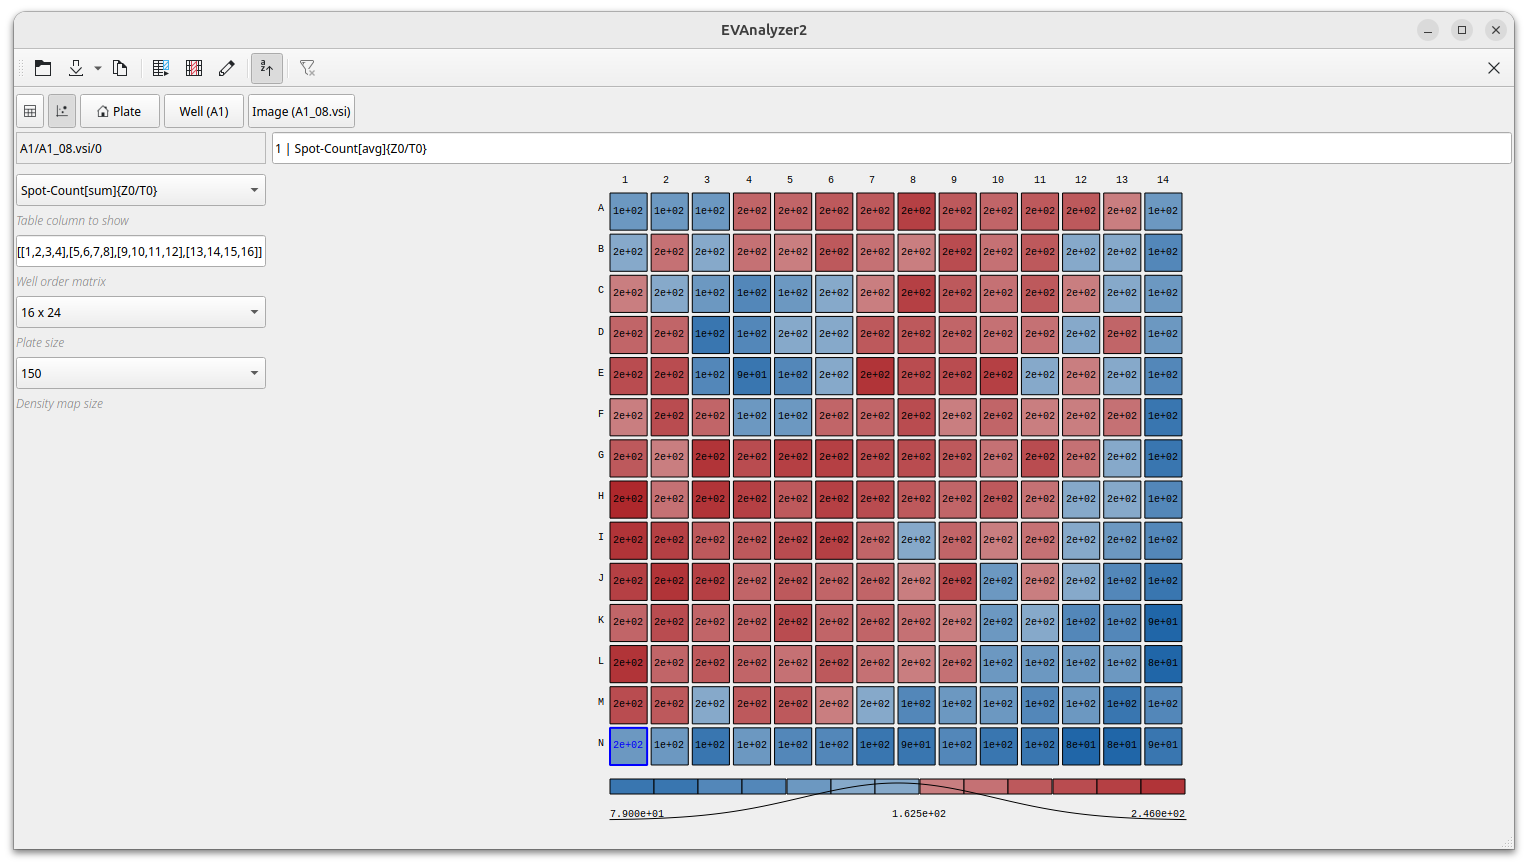 EVAnalyzer2
Plate Well (A1) Image (A1_08.vsi)
A1/A1_08.vsi/0 1 | Spot-Count[avg]{Z0/T0}
Spot-Count[sum]{Z0/T0}
Table column to show
[[1,2,3,4],[5,6,7,8],[9,10,11,12],[13,14,15,16]]
Well order matrix
16 x 24
Plate size
150
Density map size
1 2 3 4 5 6 7 8 9 10 11 12 13 14
A 1e+02 1e+02 1e+02 2e+02 2e+02 2e+02 2e+02 2e+02 2e+02 2e+02 2e+02 2e+02 2e+02 1e+02
B 2e+02 2e+02 2e+02 2e+02 2e+02 2e+02 2e+02 2e+02 2e+02 2e+02 2e+02 2e+02 2e+02 1e+02
C 2e+02 2e+02 1e+02 1e+02 1e+02 2e+02 2e+02 2e+02 2e+02 2e+02 2e+02 2e+02 2e+02 1e+02
D 2e+02 2e+02 1e+02 1e+02 2e+02 2e+02 2e+02 2e+02 2e+02 2e+02 2e+02 2e+02 2e+02 1e+02
E 2e+02 2e+02 1e+02 9e+01 1e+02 2e+02 2e+02 2e+02 2e+02 2e+02 2e+02 2e+02 2e+02 1e+02
F 2e+02 2e+02 2e+02 1e+02 1e+02 2e+02 2e+02 2e+02 2e+02 2e+02 2e+02 2e+02 2e+02 1e+02
G 2e+02 2e+02 2e+02 2e+02 2e+02 2e+02 2e+02 2e+02 2e+02 2e+02 2e+02 2e+02 2e+02 1e+02
H 2e+02 2e+02 2e+02 2e+02 2e+02 2e+02 2e+02 2e+02 2e+02 2e+02 2e+02 2e+02 2e+02 1e+02
I 2e+02 2e+02 2e+02 2e+02 2e+02 2e+02 2e+02 2e+02 2e+02 2e+02 2e+02 2e+02 2e+02 1e+02
J 2e+02 2e+02 2e+02 2e+02 2e+02 2e+02 2e+02 2e+02 2e+02 2e+02 2e+02 2e+02 1e+02 1e+02
K 2e+02 2e+02 2e+02 2e+02 2e+02 2e+02 2e+02 2e+02 2e+02 2e+02 2e+02 1e+02 1e+02 9e+01
L 2e+02 2e+02 2e+02 2e+02 2e+02 2e+02 2e+02 2e+02 2e+02 1e+02 1e+02 1e+02 1e+02 8e+01
M 2e+02 2e+02 2e+02 2e+02 2e+02 2e+02 2e+02 1e+02 1e+02 1e+02 1e+02 1e+02 1e+02 1e+02
N 2e+02 1e+02 1e+02 1e+02 1e+02 1e+02 1e+02 9e+01 1e+02 1e+02 1e+02 8e+01 8e+01 9e+01
7.900e+01 1.625e+02 2.460e+02